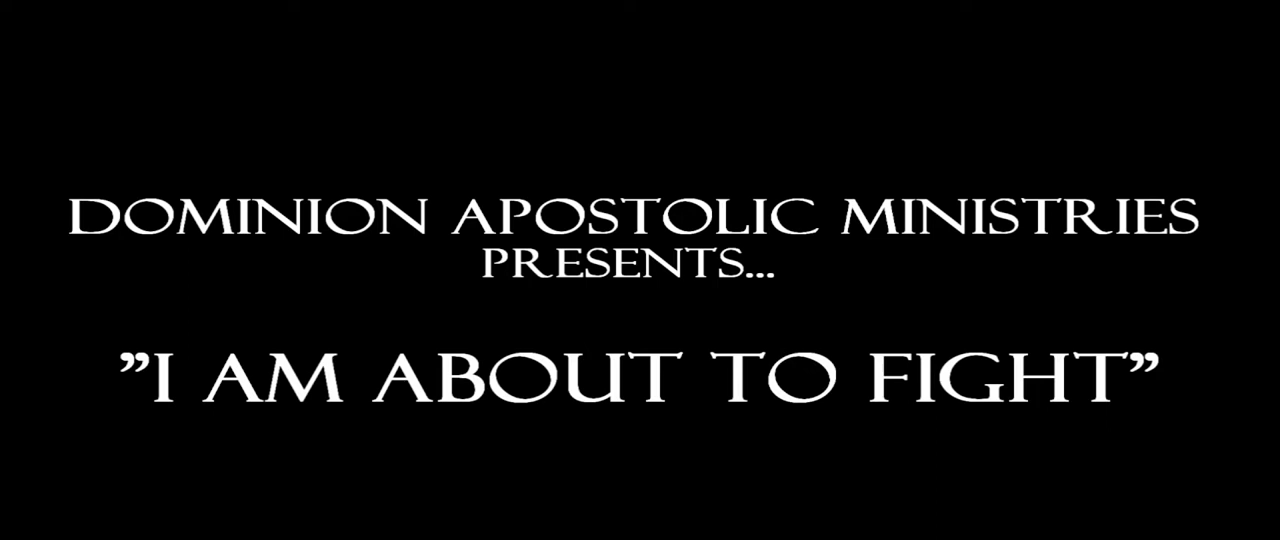 DOMINION APOSTOLIC MINISTRIES
PRESENTS...
”I AM ABOUT TO FIGHT”